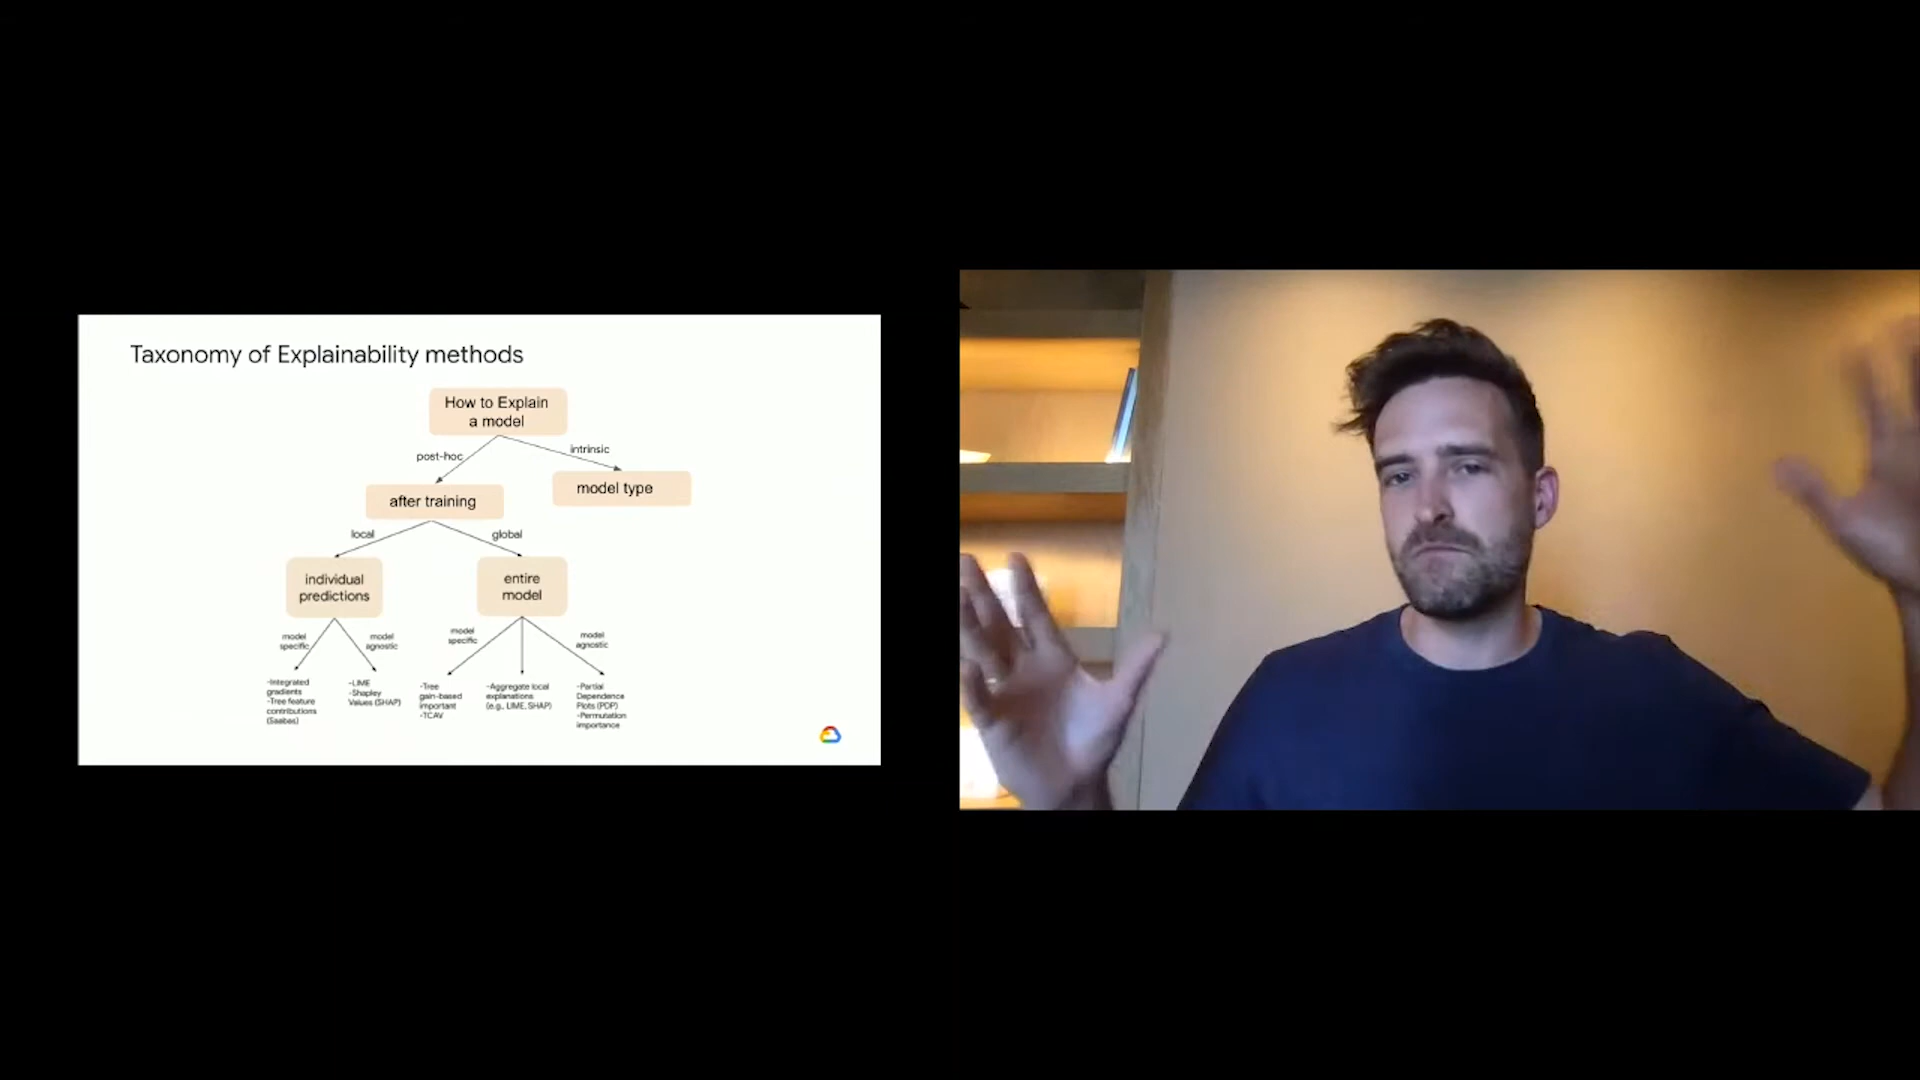 Taxonomy of Explainability methods
How to Explain
a model
post-hoc
intrinsic
after training
model type
local
global
individual
predictions
entire
model
model
specific
model
agnostic
model
specific
model
agnostic
-Integrated
gradients
-Tree feature
contributions
(Saabas)
-LIME
-Shapley
Values (SHAP)
-Tree
gain-based
important
-TCAV
-Aggregate local
explanations
(e.g., LIME, SHAP)
-Partial
Dependence
Plots (PDP)
-Permutation
importance